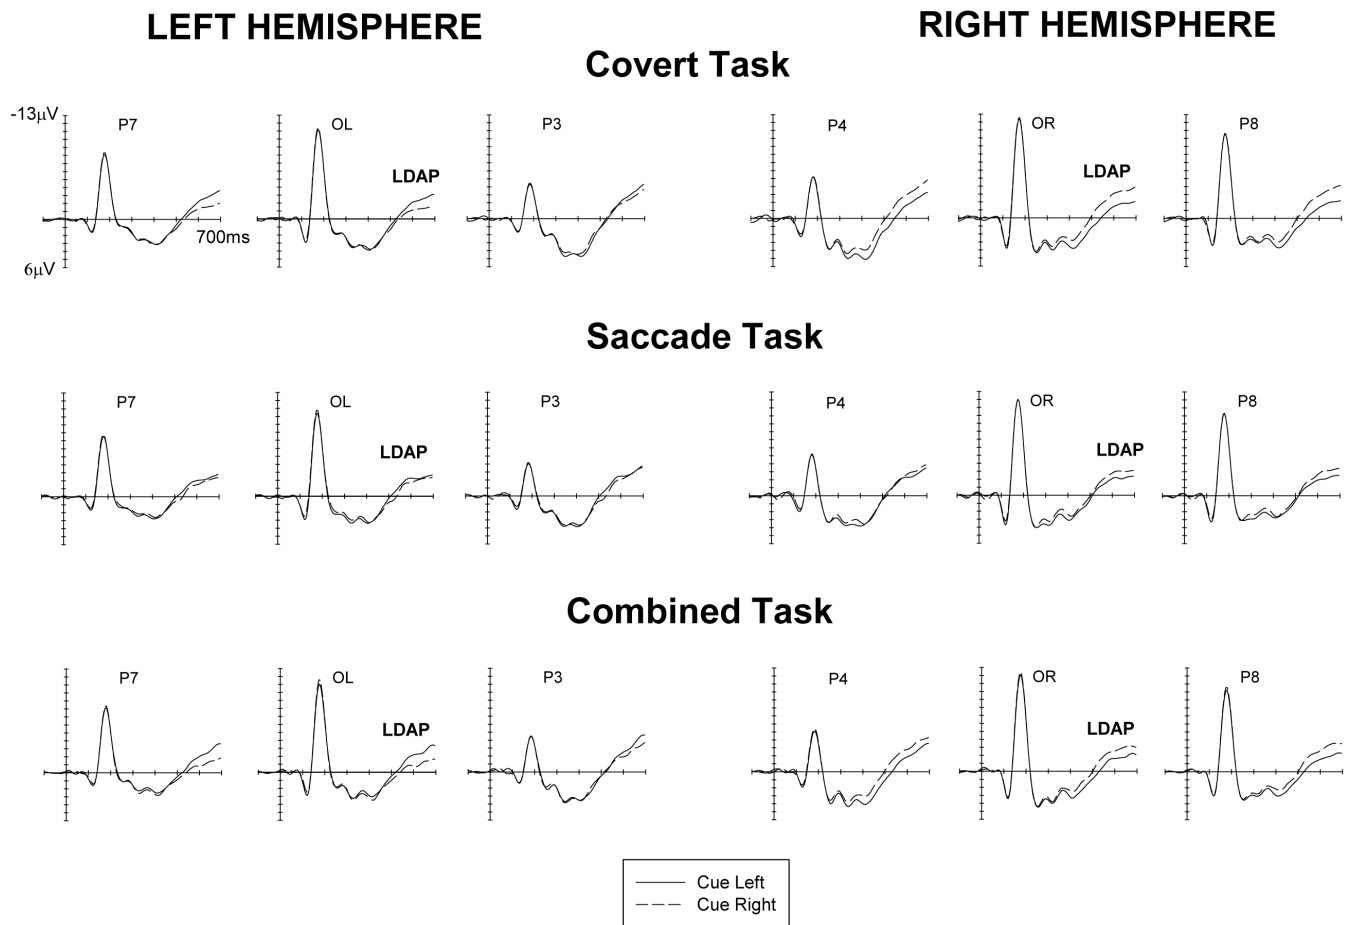 LEFT HEMISPHERE
RIGHT HEMISPHERE
Covert Task
-13μV
P7
OL
P3
P4
OR
P8
LDAP
LDAP
700ms
6μV
Saccade Task
P7
OL
P3
P4
OR
P8
LDAP
LDAP
Combined Task
P7
OL
P3
P4
OR
P8
LDAP
LDAP
Cue Left
Cue Right